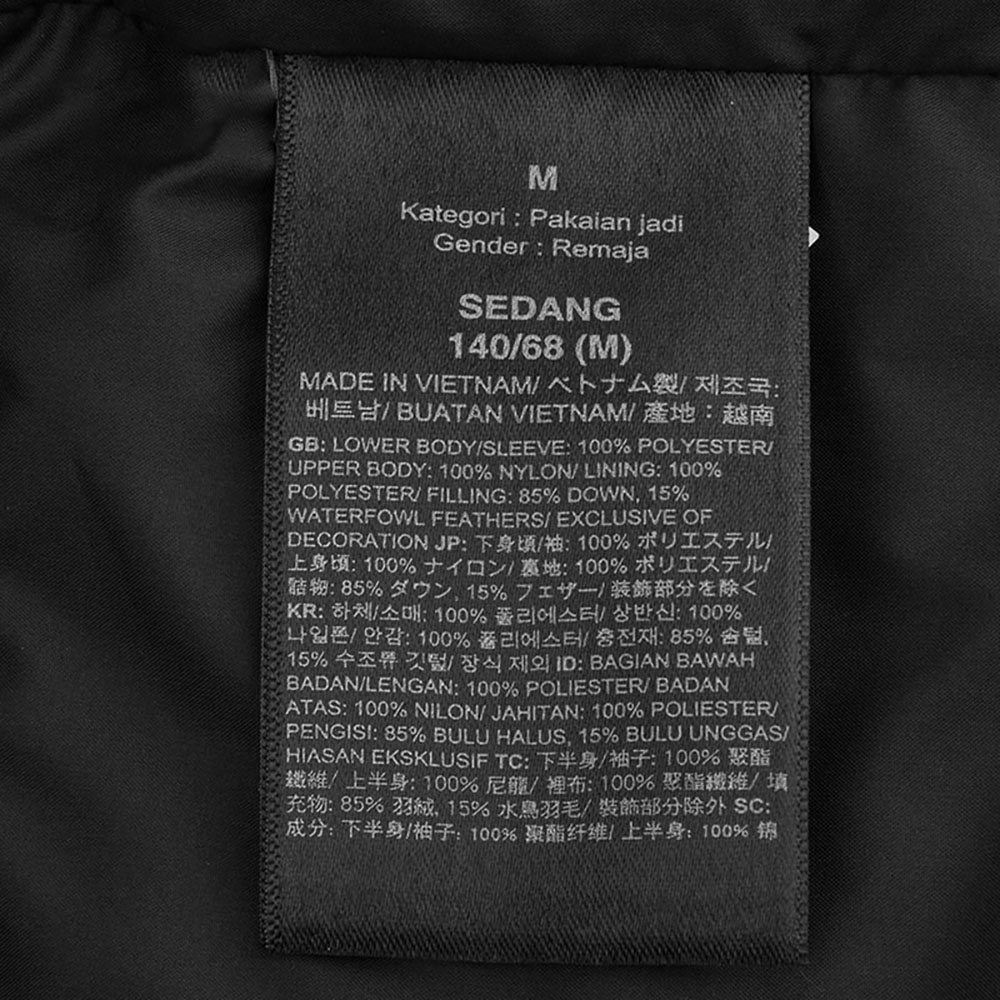 M
Kategori : Pakaian jadi
Gender : Remaja
SEDANG
140/68 (M)
MADE IN VIETNAM/ ベトナム製/ 제조국:
베트남/ BUATAN VIETNAM/ 產地：越南
GB: LOWER BODY/SLEEVE: 100% POLYESTER/
UPPER BODY: 100% NYLON/ LINING: 100%
POLYESTER/ FILLING: 85% DOWN, 15%
WATERFOWL FEATHERS/ EXCLUSIVE OF
DECORATION JP: 下身頃/袖: 100% ポリエステル/
上身頃: 100% ナイロン/ 裏地: 100% ポリエステル/
詰物: 85% ダウン, 15% フェザー/ 装飾部分を除く
KR: 하체/소매: 100% 폴리에스터/ 상반신: 100%
나일론/ 안감: 100% 폴리에스터/ 충전재: 85% 솜털,
15% 수조류 깃털/ 장식 제외 ID: BAGIAN BAWAH
BADAN/LENGAN: 100% POLIESTER/ BADAN
ATAS: 100% NILON/ JAHITAN: 100% POLIESTER/
PENGISI: 85% BULU HALUS, 15% BULU UNGGAS/
HIASAN EKSKLUSIF TC: 下半身/袖子: 100% 聚酯
纖維/ 上半身: 100% 尼龍/ 裡布: 100% 聚酯纖維/ 填
充物: 85% 羽絨, 15% 水鳥羽毛/ 裝飾部分除外 SC:
成分: 下半身/袖子: 100% 聚酯纤维/ 上半身: 100% 锦